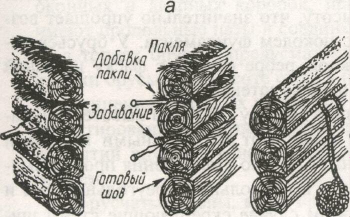 а
Пакля
Добавка
пакли
Забивание
Готовый
шов